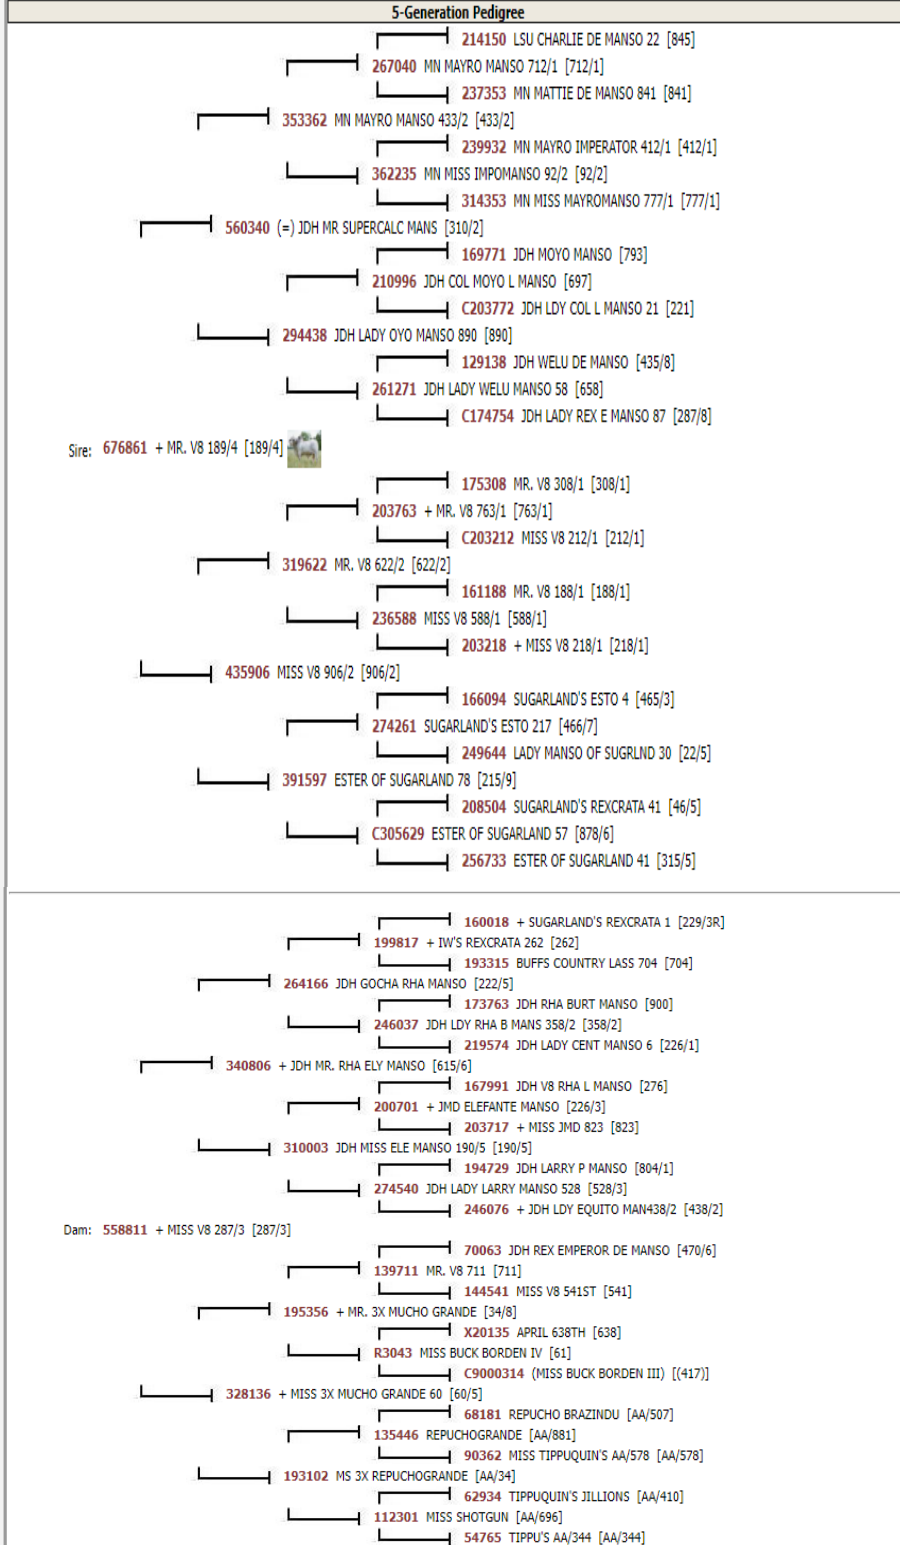 5-Generation Pedigree
214150 LSU CHARLIE DE MANSO 22 [845]
267040 MN MAYRO MANSO 712/1 [712/1]
237353 MN MATTIE DE MANSO 841 [841]
353362 MN MAYRO MANSO 433/2 [433/2]
239932 MN MAYRO IMPERATOR 412/1 [412/1]
362235 MN MISS IMPOMANSO 92/2 [92/2]
314353 MN MISS MAYROMANSO 777/1 [777/1]
560340 (=) JDH MR SUPERCALC MANS [310/2]
169771 JDH MOYO MANSO [793]
210996 JDH COL MOYO L MANSO [697]
C203772 JDH LDY COL L MANSO 21 [221]
294438 JDH LADY OYO MANSO 890 [890]
129138 JDH WELU DE MANSO [435/8]
261271 JDH LADY WELU MANSO 58 [658]
C174754 JDH LADY REX E MANSO 87 [287/8]
Sire: 676861 + MR. V8 189/4 [189/4]
175308 MR. V8 308/1 [308/1]
203763 + MR. V8 763/1 [763/1]
C203212 MISS V8 212/1 [212/1]
319622 MR. V8 622/2 [622/2]
161188 MR. V8 188/1 [188/1]
236588 MISS V8 588/1 [588/1]
203218 + MISS V8 218/1 [218/1]
435906 MISS V8 906/2 [906/2]
166094 SUGARLAND'S ESTO 4 [465/3]
274261 SUGARLAND'S ESTO 217 [466/7]
249644 LADY MANSO OF SUGRLND 30 [22/5]
391597 ESTER OF SUGARLAND 78 [215/9]
208504 SUGARLAND'S REXCRATA 41 [46/5]
C305629 ESTER OF SUGARLAND 57 [878/6]
256733 ESTER OF SUGARLAND 41 [315/5]
160018 + SUGARLAND'S REXCRATA 1 [229/3R]
199817 + IW'S REXCRATA 262 [262]
193315 BUFFS COUNTRY LASS 704 [704]
264166 JDH GOCHA RHA MANSO [222/5]
173763 JDH RHA BURT MANSO [900]
246037 JDH LDY RHA B MANS 358/2 [358/2]
219574 JDH LADY CENT MANSO 6 [226/1]
340806 + JDH MR. RHA ELY MANSO [615/6]
167991 JDH V8 RHA L MANSO [276]
200701 + JMD ELEFANTE MANSO [226/3]
203717 + MISS JMD 823 [823]
310003 JDH MISS ELE MANSO 190/5 [190/5]
194729 JDH LARRY P MANSO [804/1]
274540 JDH LADY LARRY MANSO 528 [528/3]
246076 + JDH LDY EQUITO MAN438/2 [438/2]
Dam: 558811 + MISS V8 287/3 [287/3]
70063 JDH REX EMPEROR DE MANSO [470/6]
139711 MR. V8 711 [711]
144541 MISS V8 541ST [541]
195356 + MR. 3X MUCHO GRANDE [34/8]
X20135 APRIL 638TH [638]
R3043 MISS BUCK BORDEN IV [61]
C9000314 (MISS BUCK BORDEN III) [(417)]
328136 + MISS 3X MUCHO GRANDE 60 [60/5]
68181 REPUCHO BRAZINDU [AA/507]
135446 REPUCHOGRANDE [AA/881]
90362 MISS TIPPUQUIN'S AA/578 [AA/578]
193102 MS 3X REPUCHOGRANDE [AA/34]
62934 TIPPUQUIN'S JILLIONS [AA/410]
112301 MISS SHOTGUN [AA/696]
54765 TIPPU'S AA/344 [AA/344]